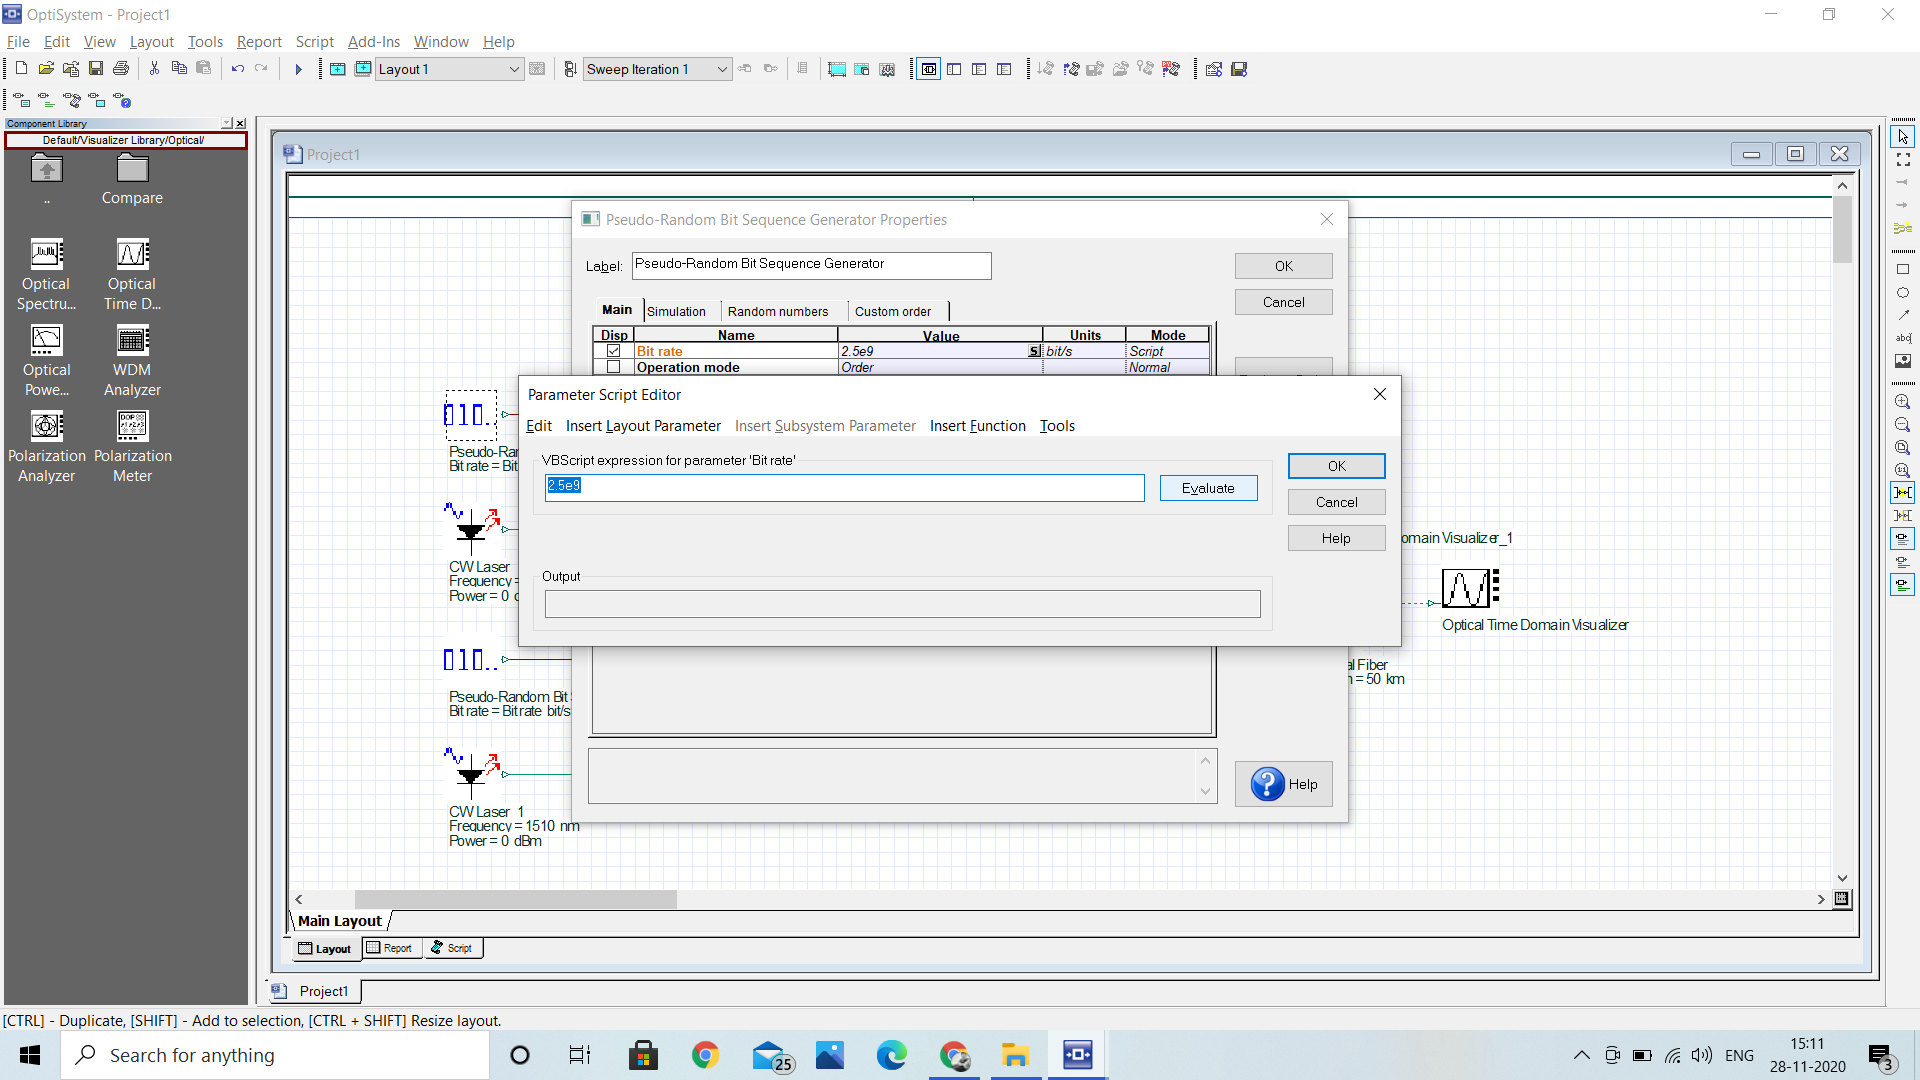 OptiSystem - Project1
File Edit View Layout Tools Report Script Add-Ins Window Help
Layout 1
Sweep Iteration 1
Component Library
Default/Visualizer Library/Optical/
..
Compare
Optical
Spectru...
Optical
Time D...
Optical
Powe...
WDM
Analyzer
Polarization
Analyzer
Polarization
Meter
Project1
Pseudo-Random Bit Sequence Generator Properties
Label:
Pseudo-Random Bit Sequence Generator
OK
Cancel
Main Simulation Random numbers Custom order
Disp Name Value Units Mode
Bit rate 2.5e9 S bit/s Script
Operation mode Order Normal
Parameter Script Editor
Edit Insert Layout Parameter Insert Subsystem Parameter Insert Function Tools
VBScript expression for parameter 'Bit rate'
2.5e9
Evaluate
OK
Cancel
Help
Output
Help
010..
Pseudo-Rar
Bit rate = Bit
CW Laser
Frequency =
Power = 0 d
010..
Pseudo-Random Bit
Bit rate = Bit rate bit/s
CW Laser 1
Frequency = 1510 nm
Power = 0 dBm
omain Visualizer_1
Optical Time Domain Visualizer
al Fiber
= 50 km
Main Layout
Layout Report Script
Project1
[CTRL] - Duplicate, [SHIFT] - Add to selection, [CTRL + SHIFT] Resize layout.
Search for anything
25
ENG
15:11
28-11-2020
3